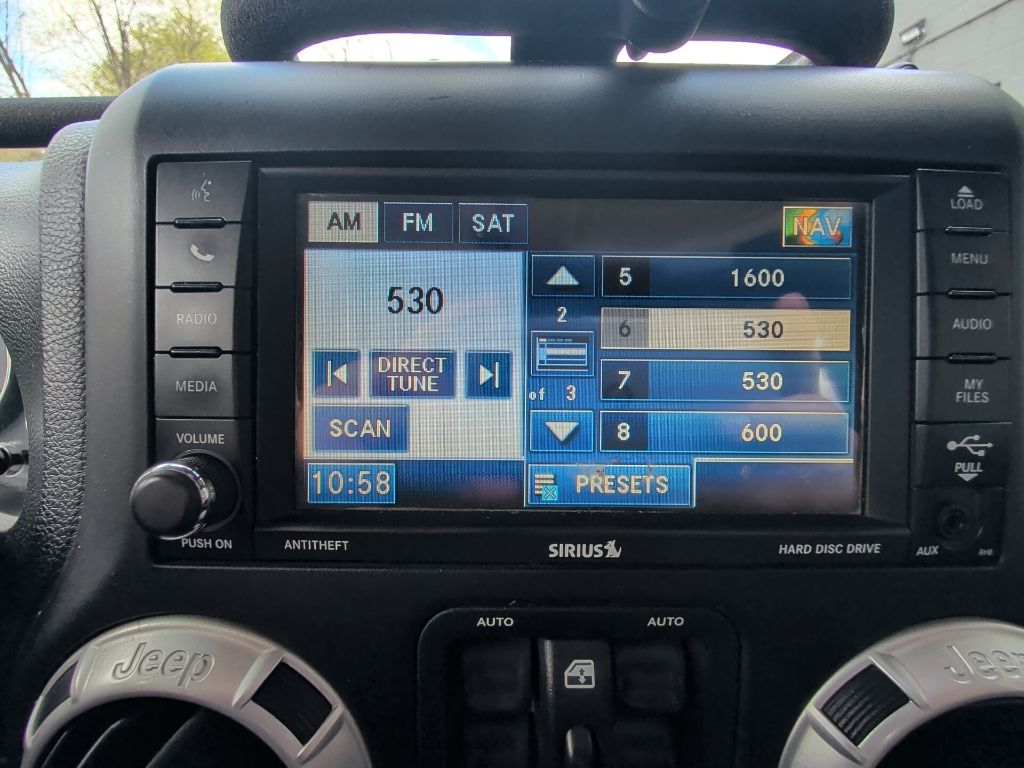 LOAD
MENU
RADIO
AUDIO
MEDIA
MY
FILES
VOLUME
PULL
PUSH ON
ANTITHEFT
SIRIUS
HARD DISC DRIVE
AUX
RHB
AM FM SAT NAV
530
DIRECT
TUNE
SCAN
10:58
2
of 3
5 1600
6 530
7 530
8 600
PRESETS
AUTO AUTO
Jeep
Jeep